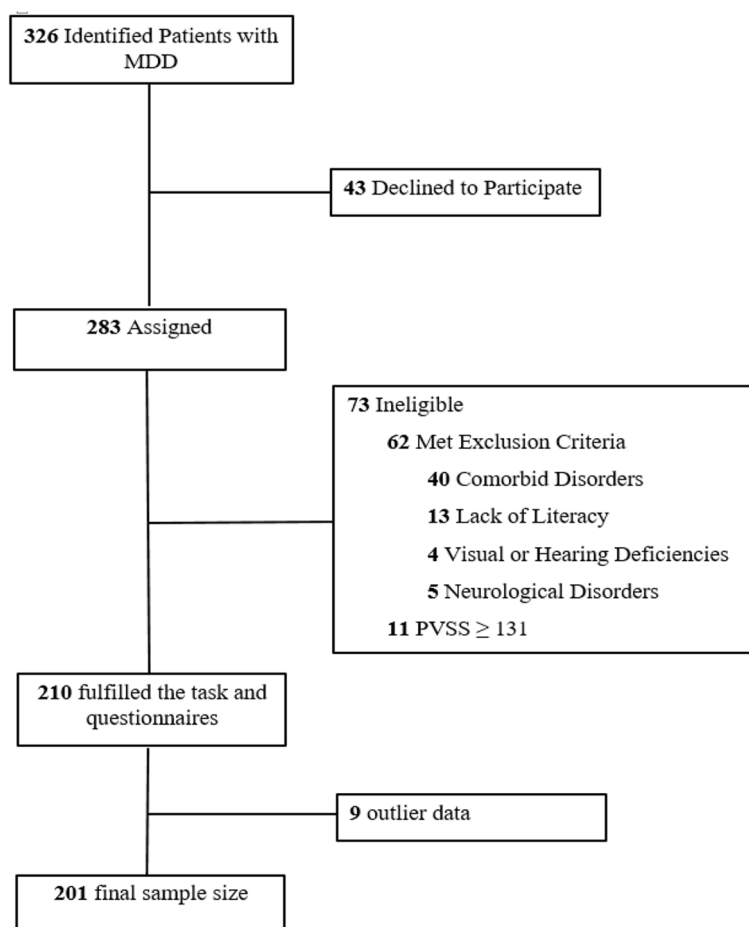 326 Identified Patients with
MDD
43 Declined to Participate
283 Assigned
73 Ineligible
62 Met Exclusion Criteria
40 Comorbid Disorders
13 Lack of Literacy
4 Visual or Hearing Deficiencies
5 Neurological Disorders
11 PVSS ≥ 131
210 fulfilled the task and
questionnaires
9 outlier data
201 final sample size